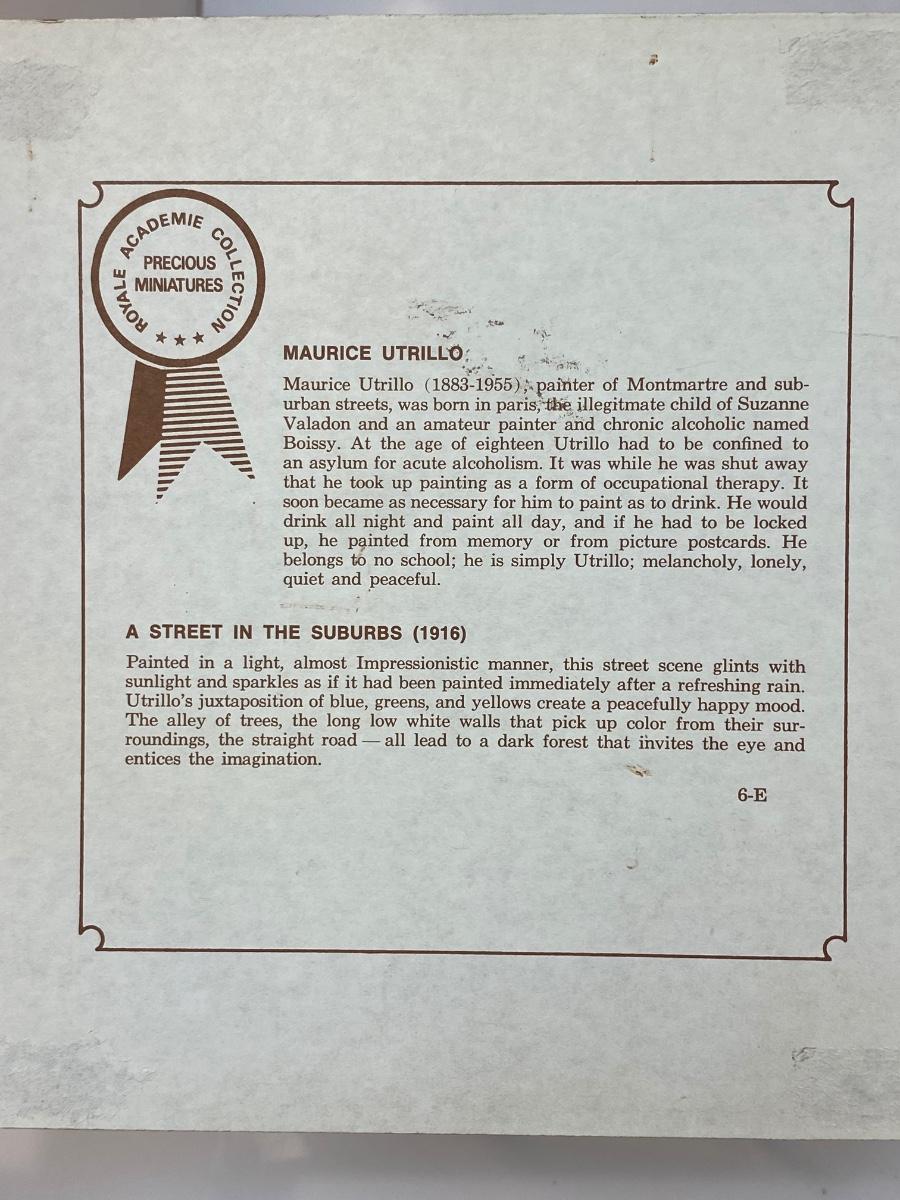 ROYALE ACADEMIE COLLECTION
PRECIOUS
MINIATURES
MAURICE UTRILLO
Maurice Utrillo (1883-1955), painter of Montmartre and sub-
urban streets, was born in paris, the illegitmate child of Suzanne
Valadon and an amateur painter and chronic alcoholic named
Boissy. At the age of eighteen Utrillo had to be confined to
an asylum for acute alcoholism. It was while he was shut away
that he took up painting as a form of occupational therapy. It
soon became as necessary for him to paint as to drink. He would
drink all night and paint all day, and if he had to be locked
up, he painted from memory or from picture postcards. He
belongs to no school; he is simply Utrillo; melancholy, lonely,
quiet and peaceful.
A STREET IN THE SUBURBS (1916)
Painted in a light, almost Impressionistic manner, this street scene glints with
sunlight and sparkles as if it had been painted immediately after a refreshing rain.
Utrillo's juxtaposition of blue, greens, and yellows create a peacefully happy mood.
The alley of trees, the long low white walls that pick up color from their sur-
roundings, the straight road — all lead to a dark forest that invites the eye and
entices the imagination.
6-E